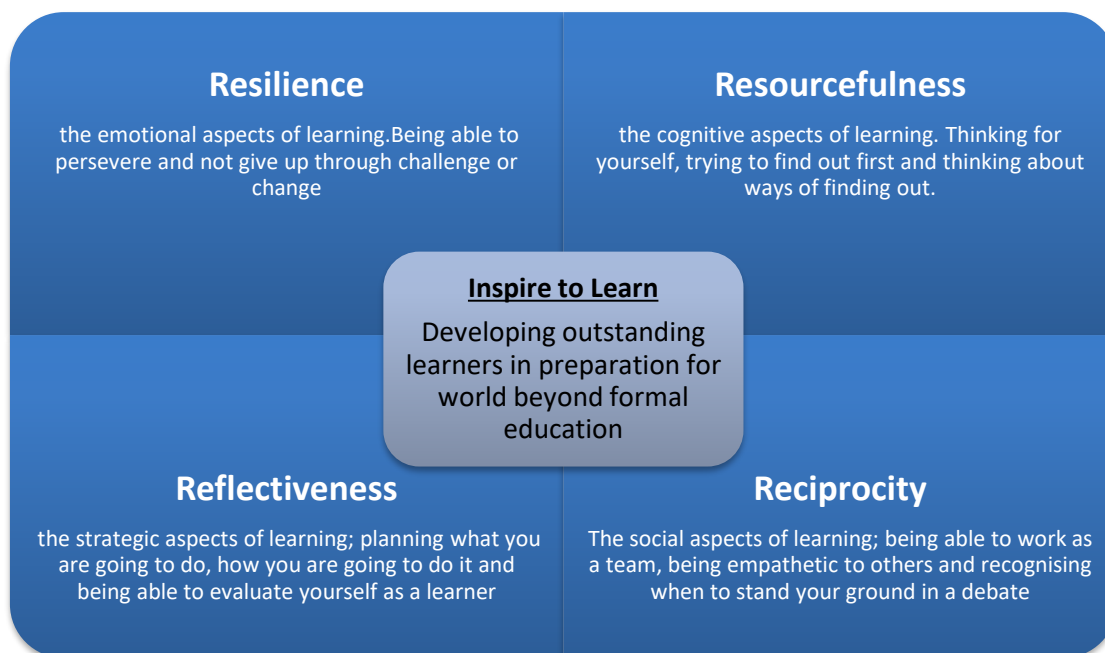 Resilience
the emotional aspects of learning.Being able to
persevere and not give up through challenge or
change
Resourcefulness
the cognitive aspects of learning. Thinking for
yourself, trying to find out first and thinking about
ways of finding out.
Inspire to Learn
Developing outstanding
learners in preparation for
world beyond formal
education
Reflectiveness
the strategic aspects of learning; planning what you
are going to do, how you are going to do it and
being able to evaluate yourself as a learner
Reciprocity
The social aspects of learning; being able to work as
a team, being empathetic to others and recognising
when to stand your ground in a debate